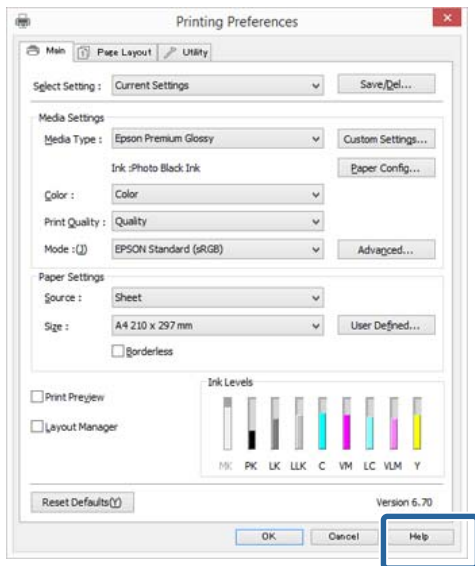 Printing Preferences
Main Page Layout Utility
Select Setting : Current Settings Save/Del...
Media Settings
Media Type : Epson Premium Glossy Custom Settings...
Ink :Photo Black Ink Paper Config...
Color : Color
Print Quality : Quality
Mode :(J) EPSON Standard (sRGB) Advanced...
Paper Settings
Source : Sheet
Size : A4 210 x 297 mm User Defined...
Borderless
Print Preview
Layout Manager
Ink Levels
MK PK LK LLK C VM LC VLM Y
Reset Defaults(Y) Version 6.70
OK Cancel Help